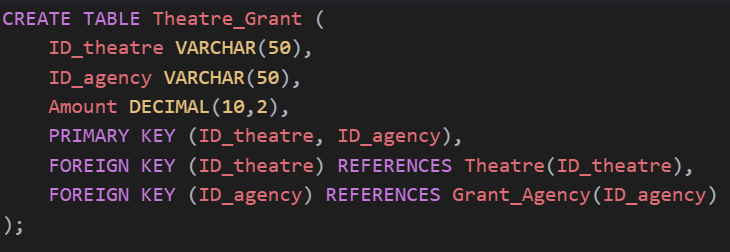 CREATE TABLE Theatre_Grant (
    ID_theatre VARCHAR(50),
    ID_agency VARCHAR(50),
    Amount DECIMAL(10,2),
    PRIMARY KEY (ID_theatre, ID_agency),
    FOREIGN KEY (ID_theatre) REFERENCES Theatre(ID_theatre),
    FOREIGN KEY (ID_agency) REFERENCES Grant_Agency(ID_agency)
);